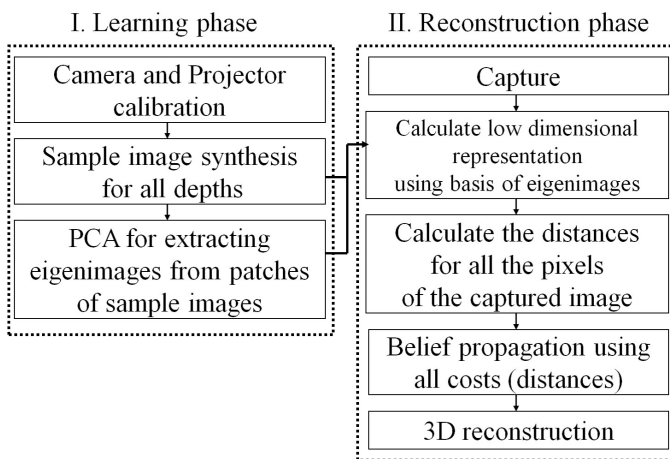 I. Learning phase
Camera and Projector
calibration
Sample image synthesis
for all depths
PCA for extracting
eigenimages from patches
of sample images
II. Reconstruction phase
Capture
Calculate low dimensional
representation
using basis of eigenimages
Calculate the distances
for all the pixels
of the captured image
Belief propagation using
all costs (distances)
3D reconstruction